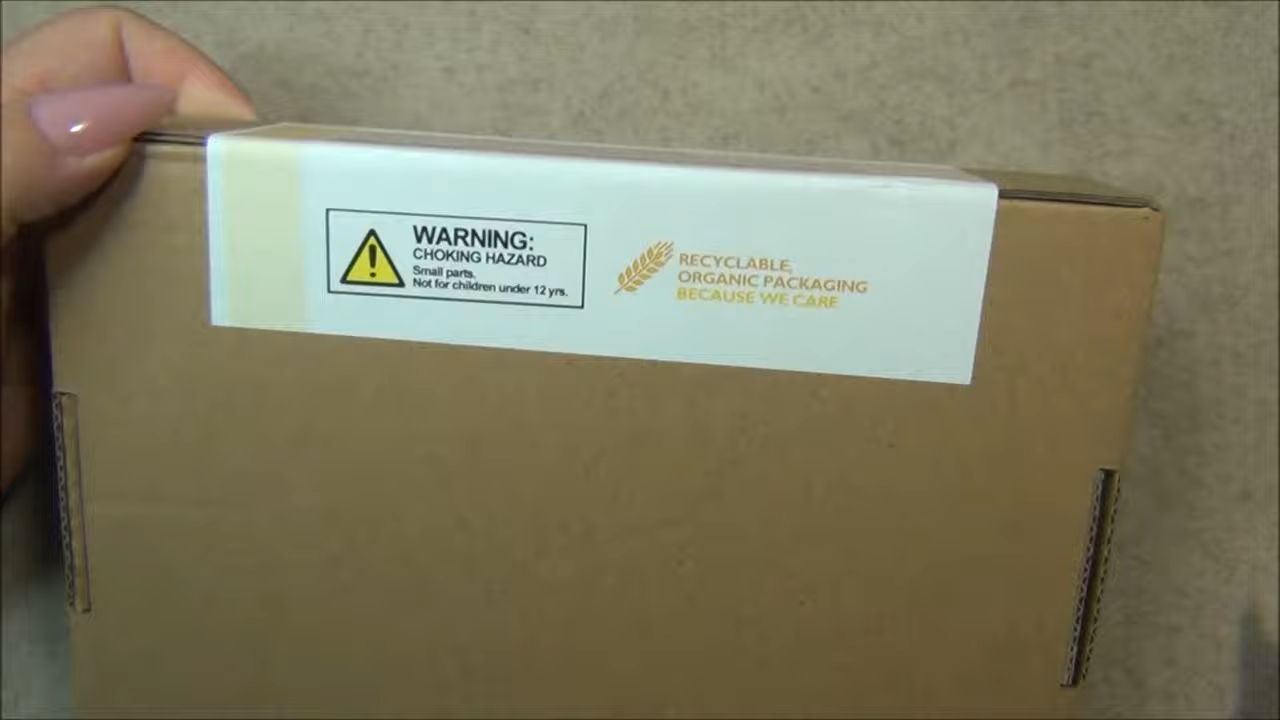 WARNING:
CHOKING HAZARD
Small parts.
Not for children under 12 yrs.
RECYCLABLE,
ORGANIC PACKAGING
BECAUSE WE CARE